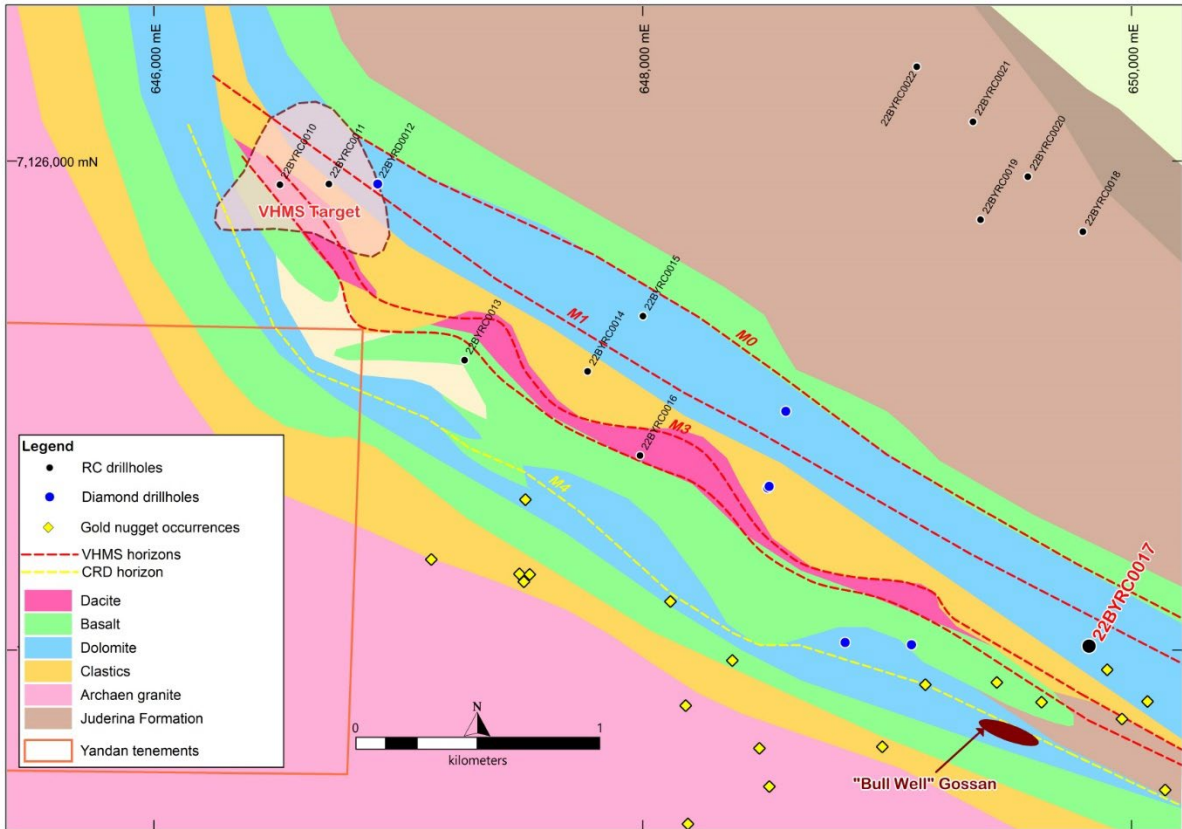 646,000 mE
648,000 mE
650,000 mE
7,126,000 mN
22BYRC0022
22BYRC0021
22BYRC0020
22BYRC0019
22BYRC0018
22BYRC0010
22BYRC0011
22BYRD0012
VHMS Target
22BYRC0015
M1
M0
22BYRC0013
22BYRC0014
22BYRC0016
M3
M4
22BYRC0017
Legend
RC drillholes
Diamond drillholes
Gold nugget occurrences
VHMS horizons
CRD horizon
Dacite
Basalt
Dolomite
Clastics
Archaen granite
Juderina Formation
Yandan tenements
N
0
1
kilometers
"Bull Well" Gossan